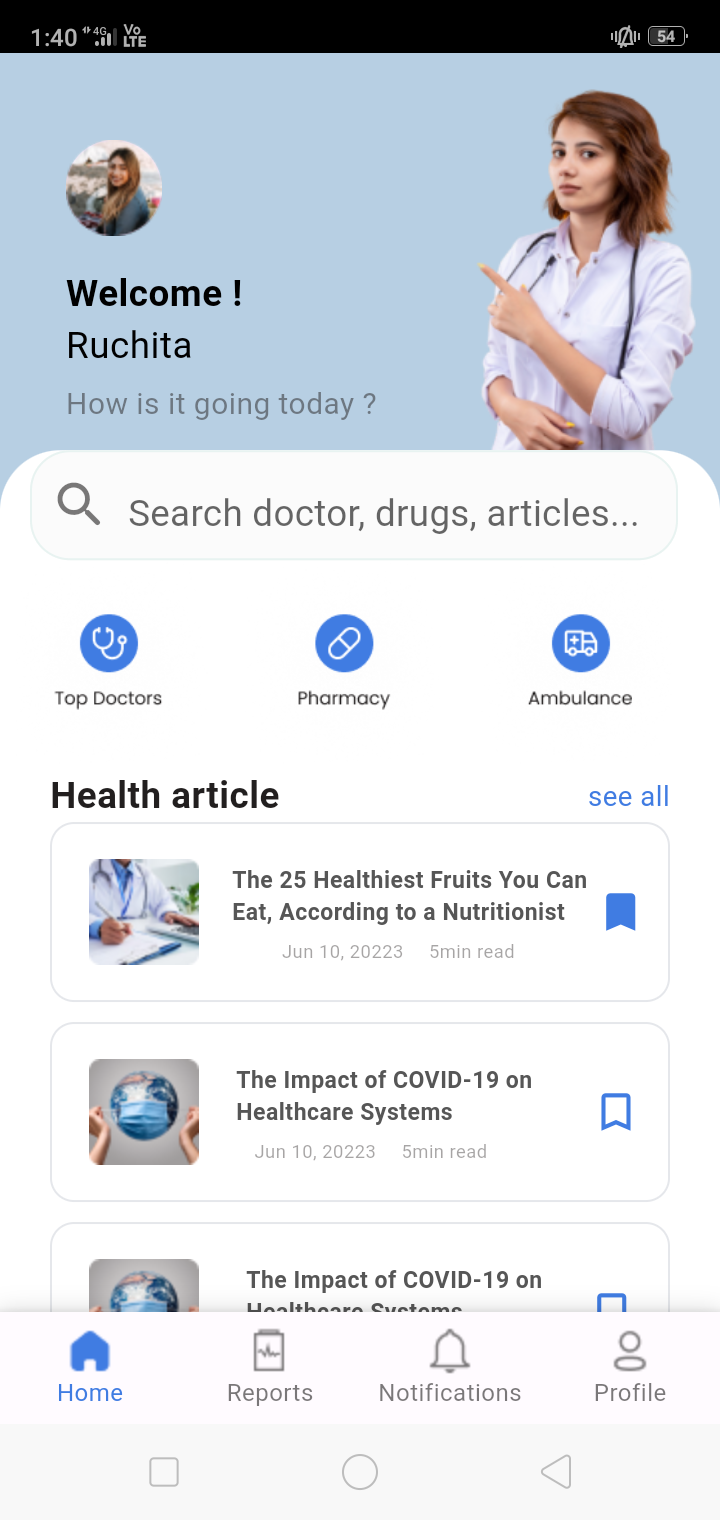 1:40 4G Vo LTE 54
Welcome !
Ruchita
How is it going today ?
Search doctor, drugs, articles...
Top Doctors Pharmacy Ambulance
Health article see all
The 25 Healthiest Fruits You Can
Eat, According to a Nutritionist
Jun 10, 20223 5min read
The Impact of COVID-19 on
Healthcare Systems
Jun 10, 20223 5min read
The Impact of COVID-19 on
Healthcare Systems
Home Reports Notifications Profile